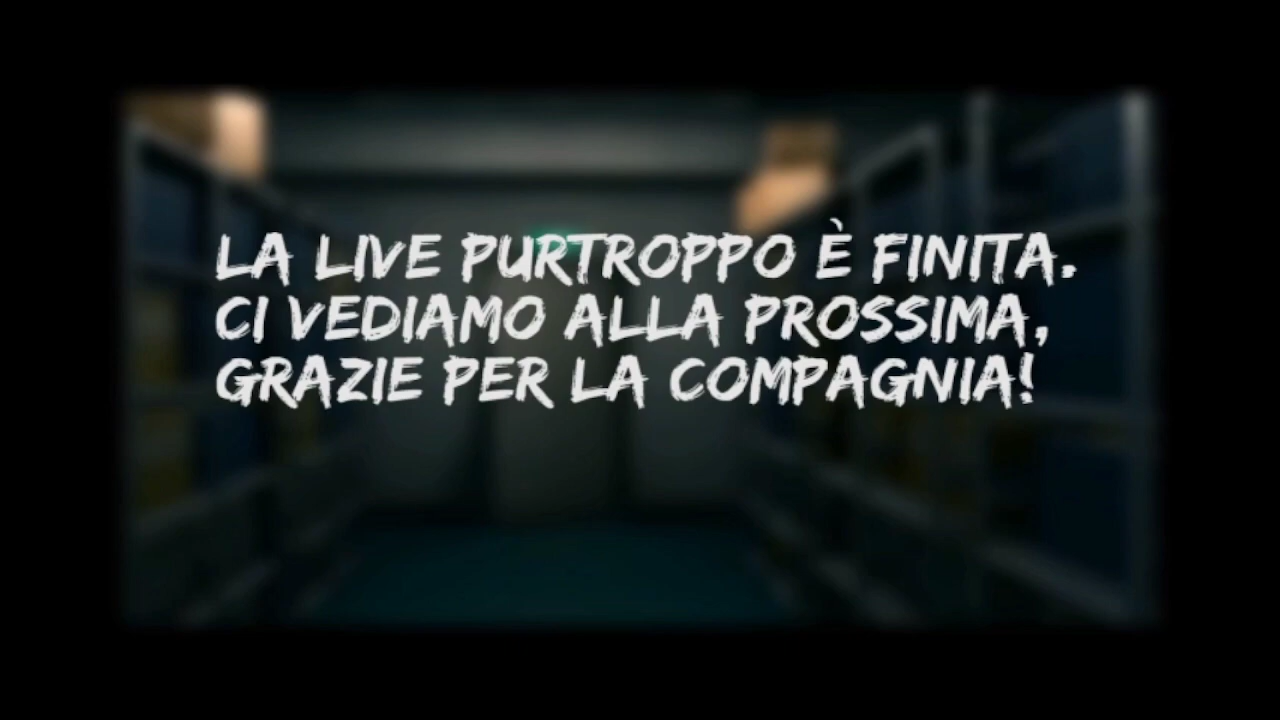 LA LIVE PURTROPPO È FINITA.
CI VEDIAMO ALLA PROSSIMA,
GRAZIE PER LA COMPAGNIA!